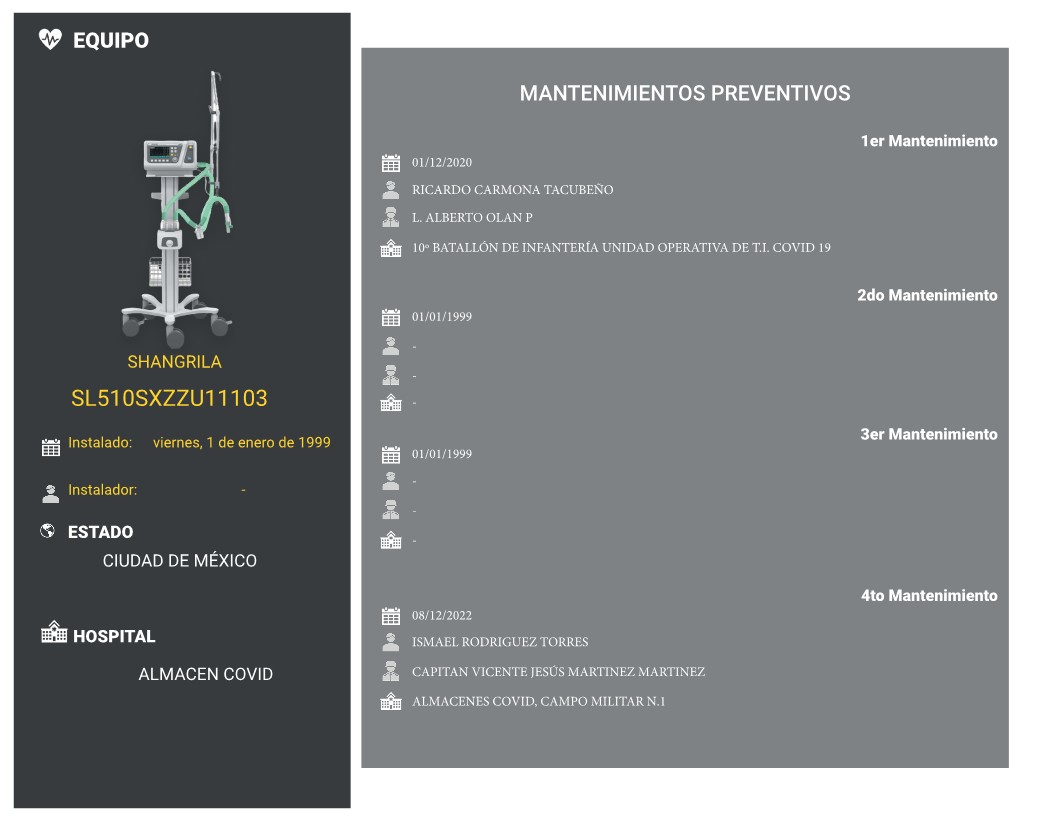 EQUIPO
SHANGRILA
SL510SXZZU11103
Instalado: viernes, 1 de enero de 1999
Instalador: -
ESTADO
CIUDAD DE MÉXICO
HOSPITAL
ALMACEN COVID
MANTENIMIENTOS PREVENTIVOS
1er Mantenimiento
01/12/2020
RICARDO CARMONA TACUBEÑO
L. ALBERTO OLAN P
10º BATALLÓN DE INFANTERÍA UNIDAD OPERATIVA DE T.I. COVID 19
2do Mantenimiento
01/01/1999
-
-
-
3er Mantenimiento
01/01/1999
-
-
-
4to Mantenimiento
08/12/2022
ISMAEL RODRIGUEZ TORRES
CAPITAN VICENTE JESÚS MARTINEZ MARTINEZ
ALMACENES COVID, CAMPO MILITAR N.1